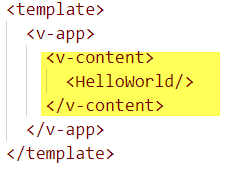 <template>
  <v-app>
    <v-content>
      <HelloWorld/>
    </v-content>
  </v-app>
</template>